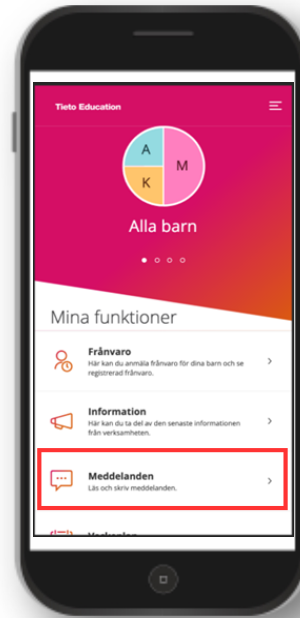 Tieto Education
A
M
K
Alla barn
Mina funktioner
Frånvaro
Här kan du anmäla frånvaro för dina barn och se
registrerad frånvaro.
Information
Här kan du ta del av den senaste informationen
från verksamheten.
Meddelanden
Läs och skriv meddelanden.